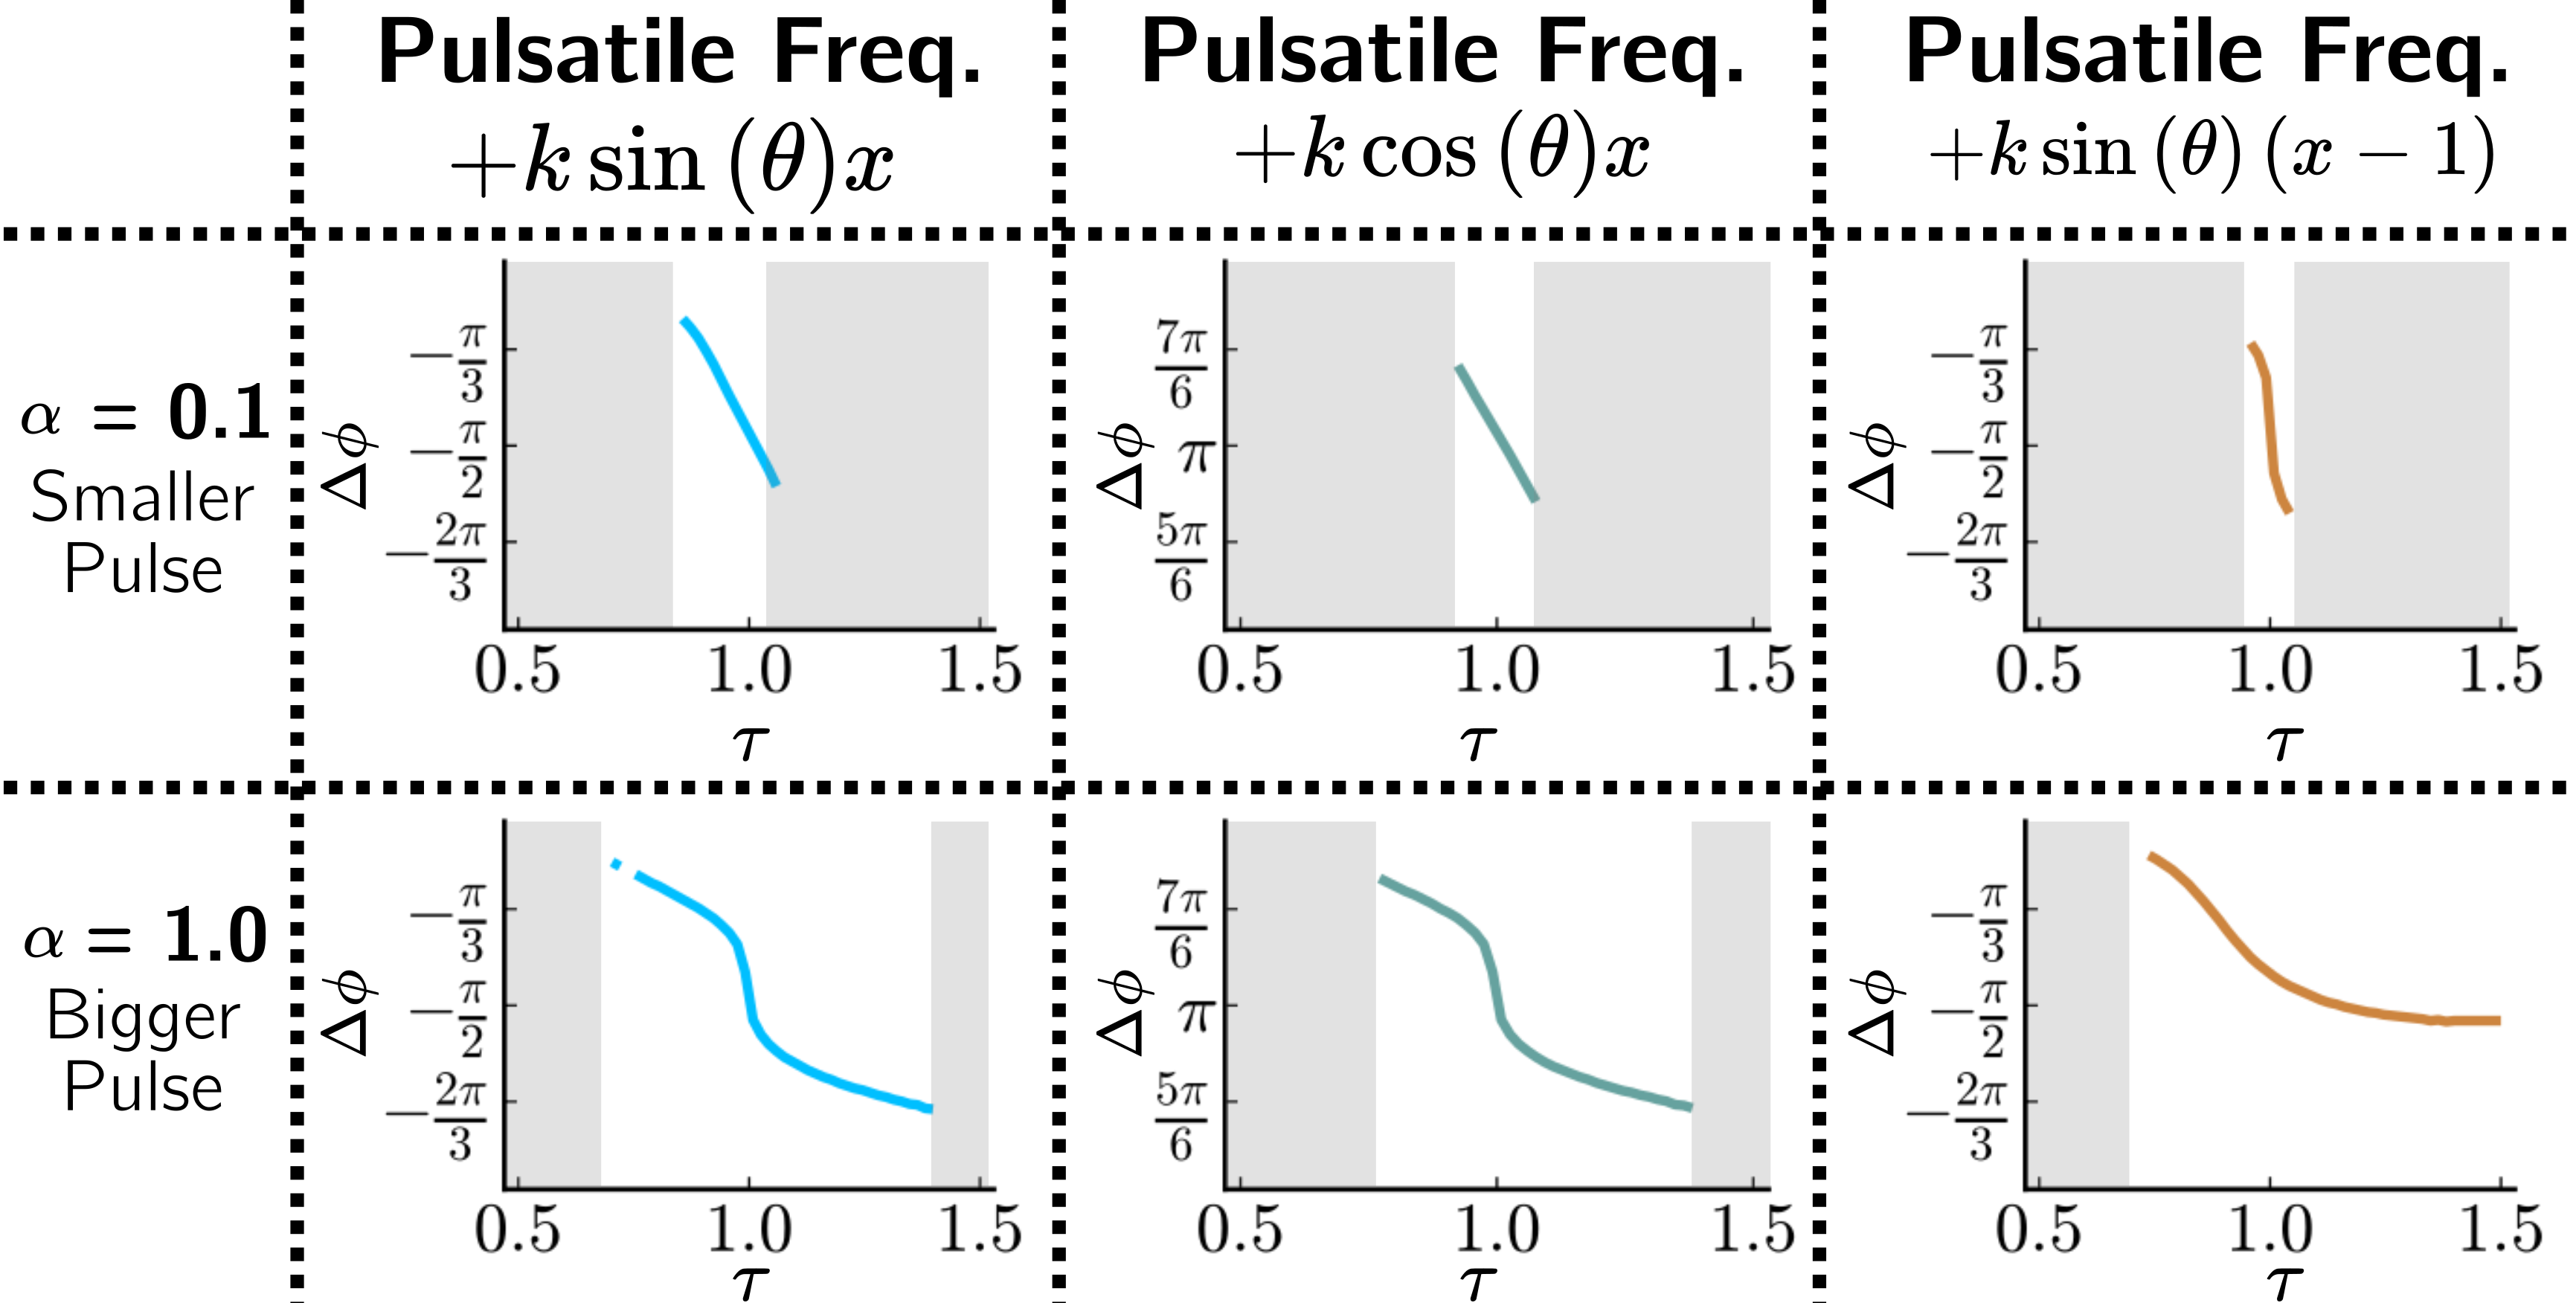 Pulsatile Freq.
+k sin (θ)x
Pulsatile Freq.
+k cos (θ)x
Pulsatile Freq.
+k sin (θ) (x − 1)
α = 0.1
Smaller
Pulse
Δϕ
−π/3
−π/2
−2π/3
0.5 1.0 1.5
τ
Δϕ
7π/6
π
5π/6
0.5 1.0 1.5
τ
Δϕ
−π/3
−π/2
−2π/3
0.5 1.0 1.5
τ
α = 1.0
Bigger
Pulse
Δϕ
−π/3
−π/2
−2π/3
0.5 1.0 1.5
τ
Δϕ
7π/6
π
5π/6
0.5 1.0 1.5
τ
Δϕ
−π/3
−π/2
−2π/3
0.5 1.0 1.5
τ